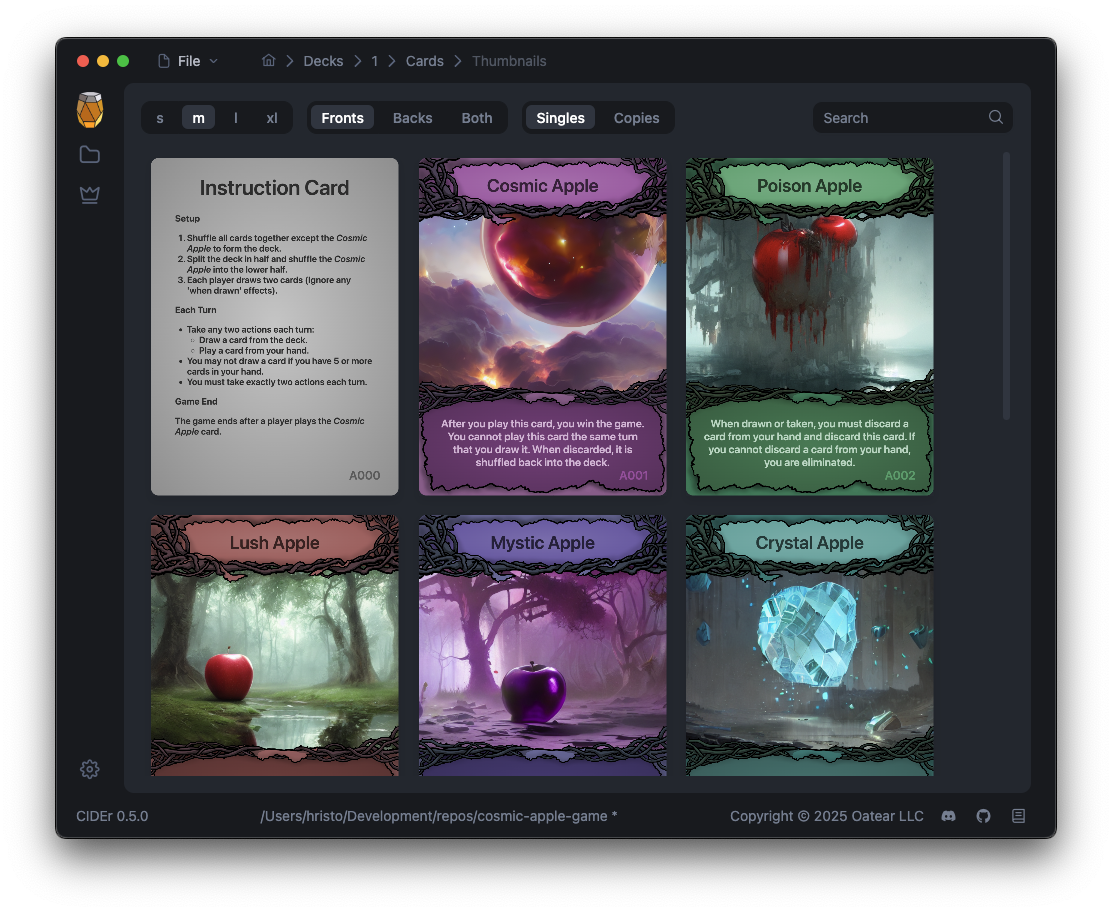 File
Decks
1
Cards
Thumbnails
s
m
l
xl
Fronts
Backs
Both
Singles
Copies
Search
Instruction Card
Setup
1. Shuffle all cards together except the Cosmic
Apple to form the deck.
2. Split the deck in half and shuffle the Cosmic
Apple into the lower half.
3. Each player draws two cards (ignore any
'when drawn' effects).
Each Turn
• Take any two actions each turn:
◦ Draw a card from the deck.
◦ Play a card from your hand.
• You may not draw a card if you have 5 or more
cards in your hand.
• You must take exactly two actions each turn.
Game End
The game ends after a player plays the Cosmic
Apple card.
A000
Cosmic Apple
After you play this card, you win the game.
You cannot play this card the same turn
that you draw it. When discarded, it is
shuffled back into the deck.
A001
Poison Apple
When drawn or taken, you must discard a
card from your hand and discard this card. If
you cannot discard a card from your hand,
you are eliminated.
A002
Lush Apple
Mystic Apple
Crystal Apple
CIDEr 0.5.0
/Users/hristo/Development/repos/cosmic-apple-game *
Copyright © 2025 Oatear LLC